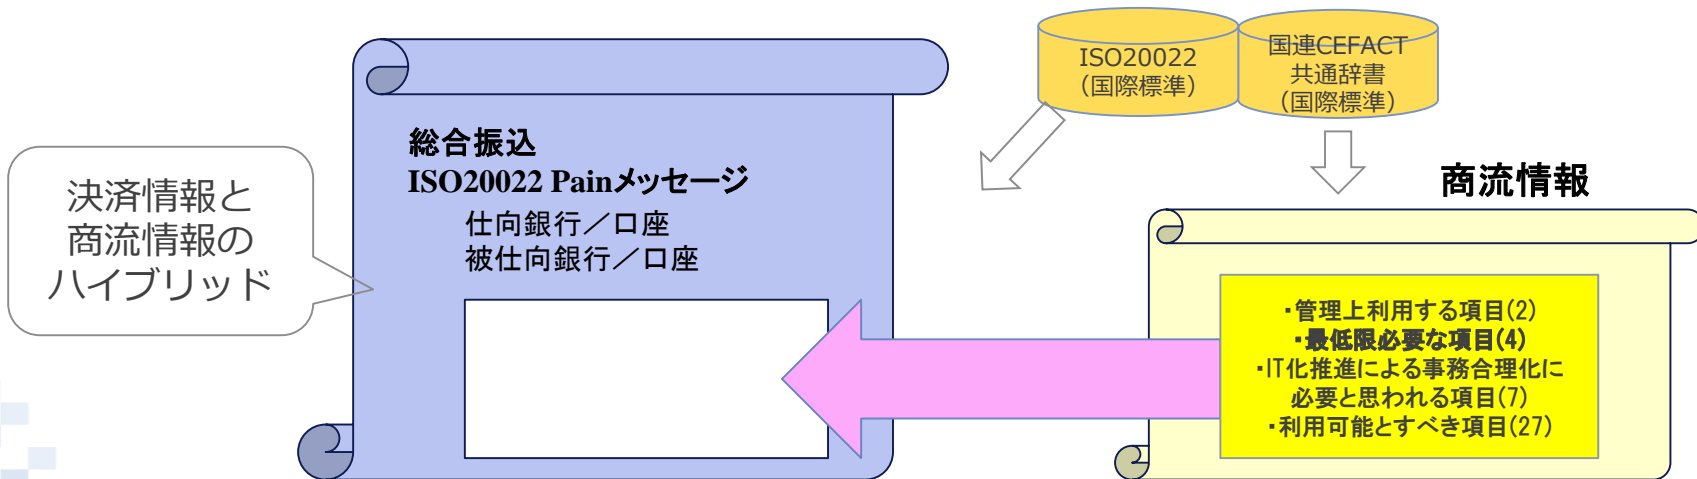 決済情報と
商流情報の
ハイブリッド
総合振込
ISO20022 Painメッセージ
仕向銀行／口座
被仕向銀行／口座
ISO20022
（国際標準）
国連CEFACT
共通辞書
（国際標準）
商流情報
・管理上利用する項目(2)
・最低限必要な項目(4)
・IT化推進による事務合理化に
必要と思われる項目(7)
・利用可能とすべき項目(27)